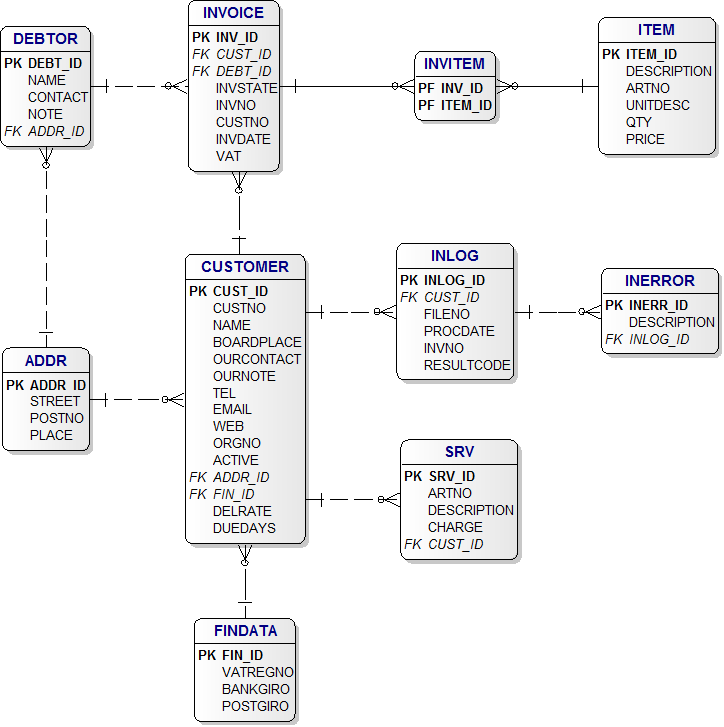 DEBTOR
PK DEBT_ID
NAME
CONTACT
NOTE
FK ADDR_ID
INVOICE
PK INV_ID
FK CUST_ID
FK DEBT_ID
INVSTATE
INVNO
CUSTNO
INVDATE
VAT
INVITEM
PF INV_ID
PF ITEM_ID
ITEM
PK ITEM_ID
DESCRIPTION
ARTNO
UNITDESC
QTY
PRICE
CUSTOMER
PK CUST_ID
CUSTNO
NAME
BOARDPLACE
OURCONTACT
OURNOTE
TEL
EMAIL
WEB
ORGNO
ACTIVE
FK ADDR_ID
FK FIN_ID
DELRATE
DUEDAYS
INLOG
PK INLOG_ID
FK CUST_ID
FILENO
PROCDATE
INVNO
RESULTCODE
INERROR
PK INERR_ID
DESCRIPTION
FK INLOG_ID
ADDR
PK ADDR_ID
STREET
POSTNO
PLACE
SRV
PK SRV_ID
ARTNO
DESCRIPTION
CHARGE
FK CUST_ID
FINDATA
PK FIN_ID
VATREGNO
BANKGIRO
POSTGIRO